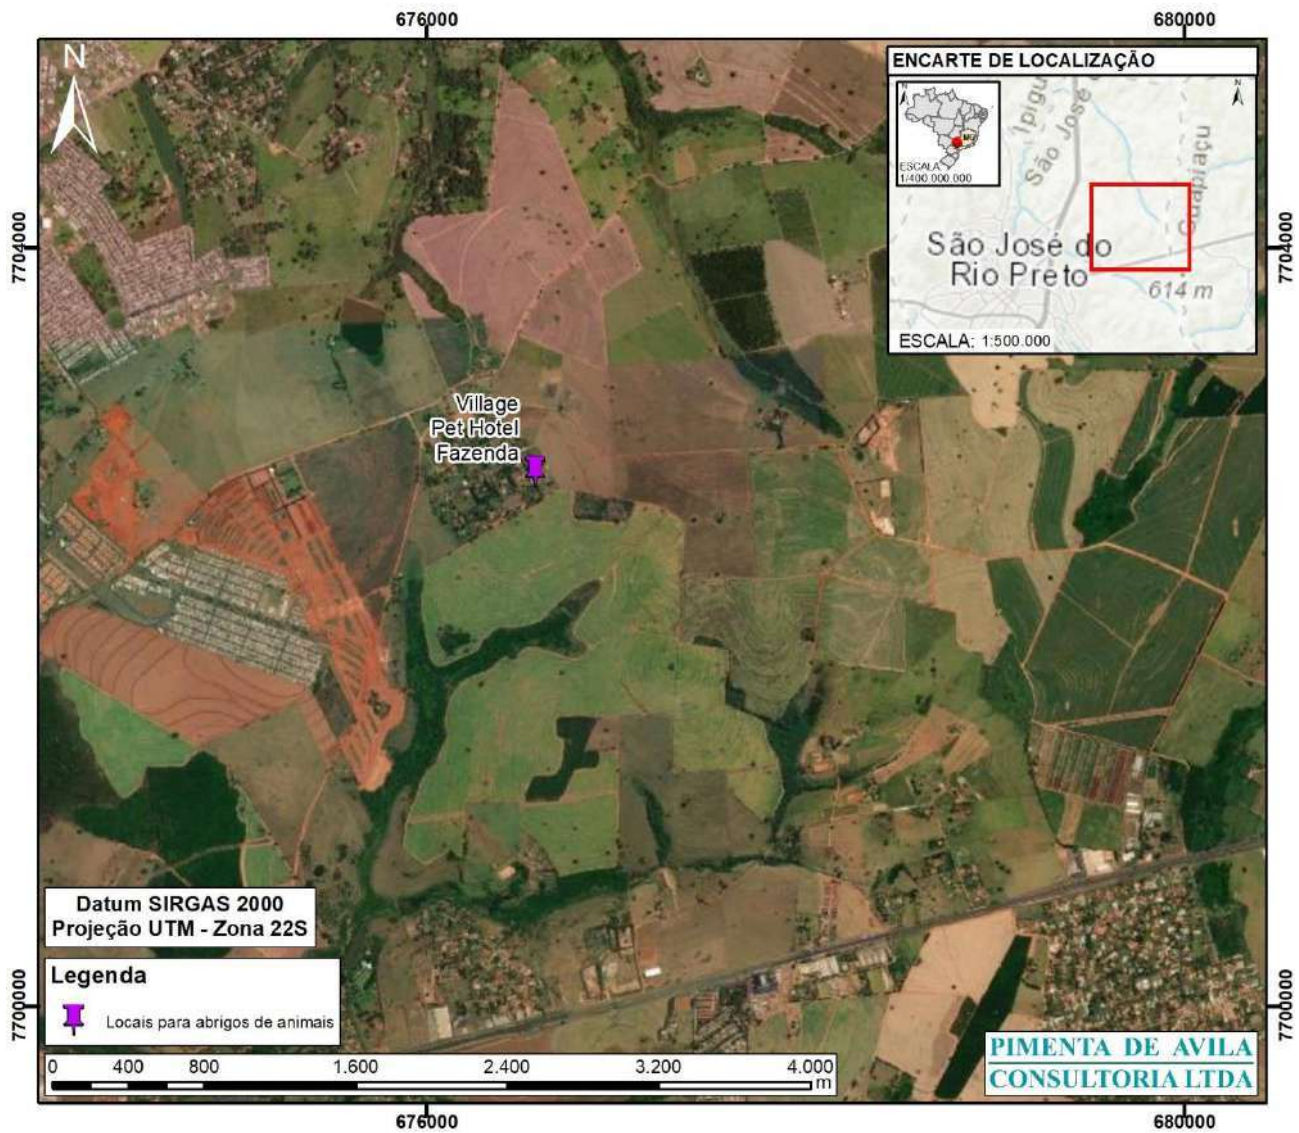 676000
680000
N
ENCARTE DE LOCALIZAÇÃO
N
N
ESCALA:
1/400.000.000
Ipigu
São José
Guapiaçu
São José do
Rio Preto
614 m
ESCALA: 1:500.000
7704000
7704000
Village
Pet Hotel
Fazenda
Datum SIRGAS 2000
Projeção UTM - Zona 22S
Legenda
Locais para abrigos de animais
7700000
7700000
0 400 800 1.600 2.400 3.200 4.000
m
PIMENTA DE AVILA
CONSULTORIA LTDA
676000
680000